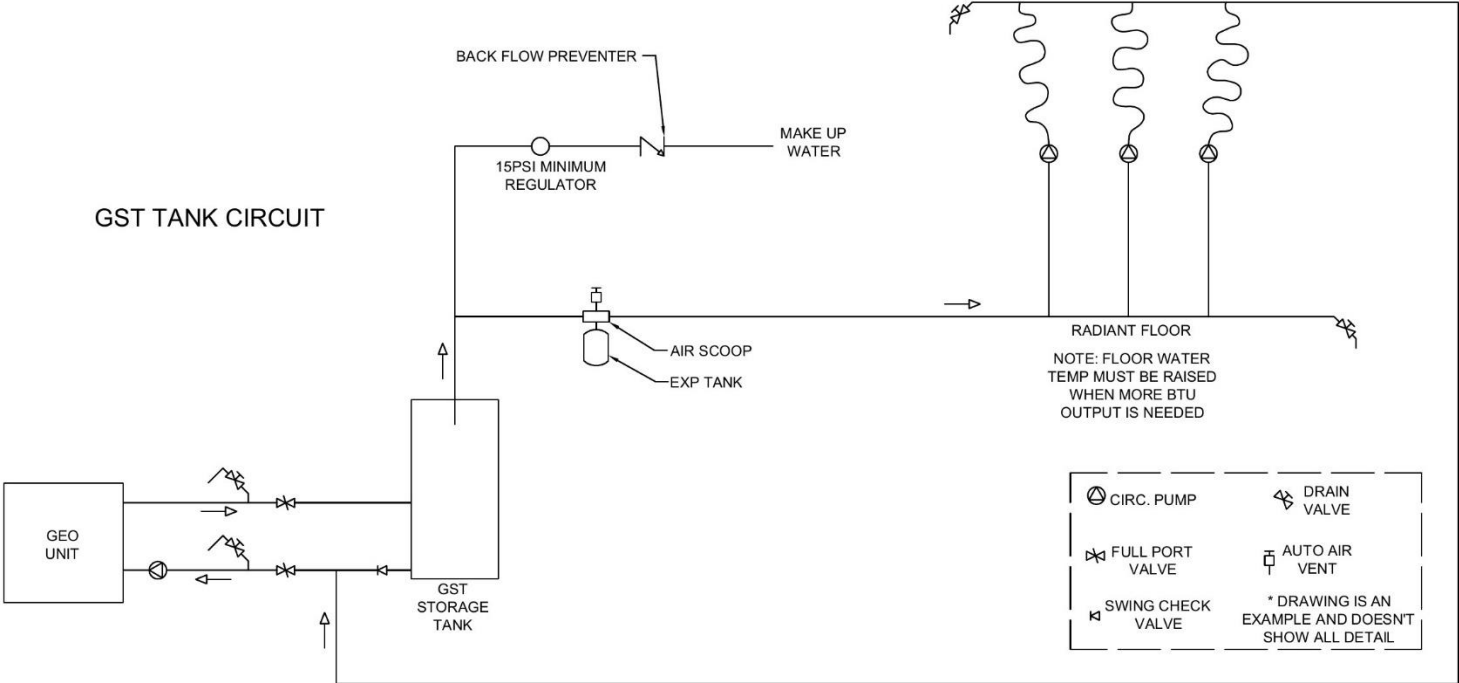 BACK FLOW PREVENTER
MAKE UP
WATER
15PSI MINIMUM
REGULATOR
GST TANK CIRCUIT
AIR SCOOP
EXP TANK
RADIANT FLOOR
NOTE: FLOOR WATER
TEMP MUST BE RAISED
WHEN MORE BTU
OUTPUT IS NEEDED
GEO
UNIT
GST
STORAGE
TANK
CIRC. PUMP
DRAIN
VALVE
FULL PORT
VALVE
AUTO AIR
VENT
SWING CHECK
VALVE
* DRAWING IS AN
EXAMPLE AND DOESN'T
SHOW ALL DETAIL